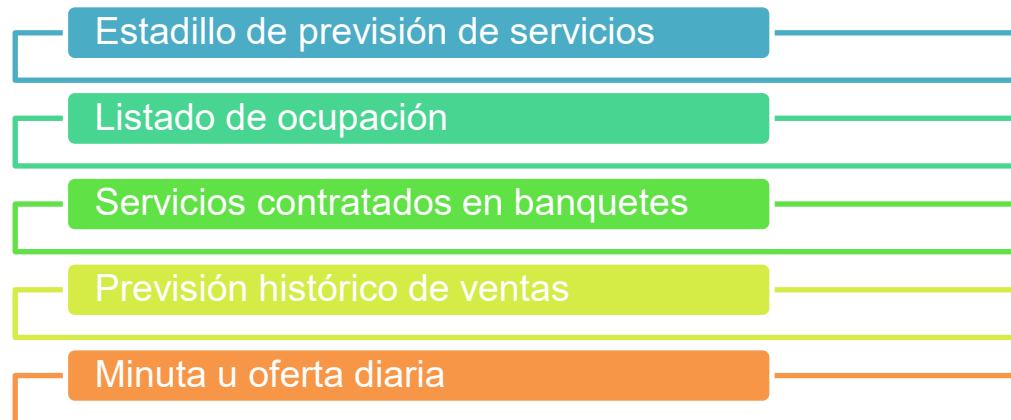 Estadillo de previsión de servicios
Listado de ocupación
Servicios contratados en banquetes
Previsión histórico de ventas
Minuta u oferta diaria